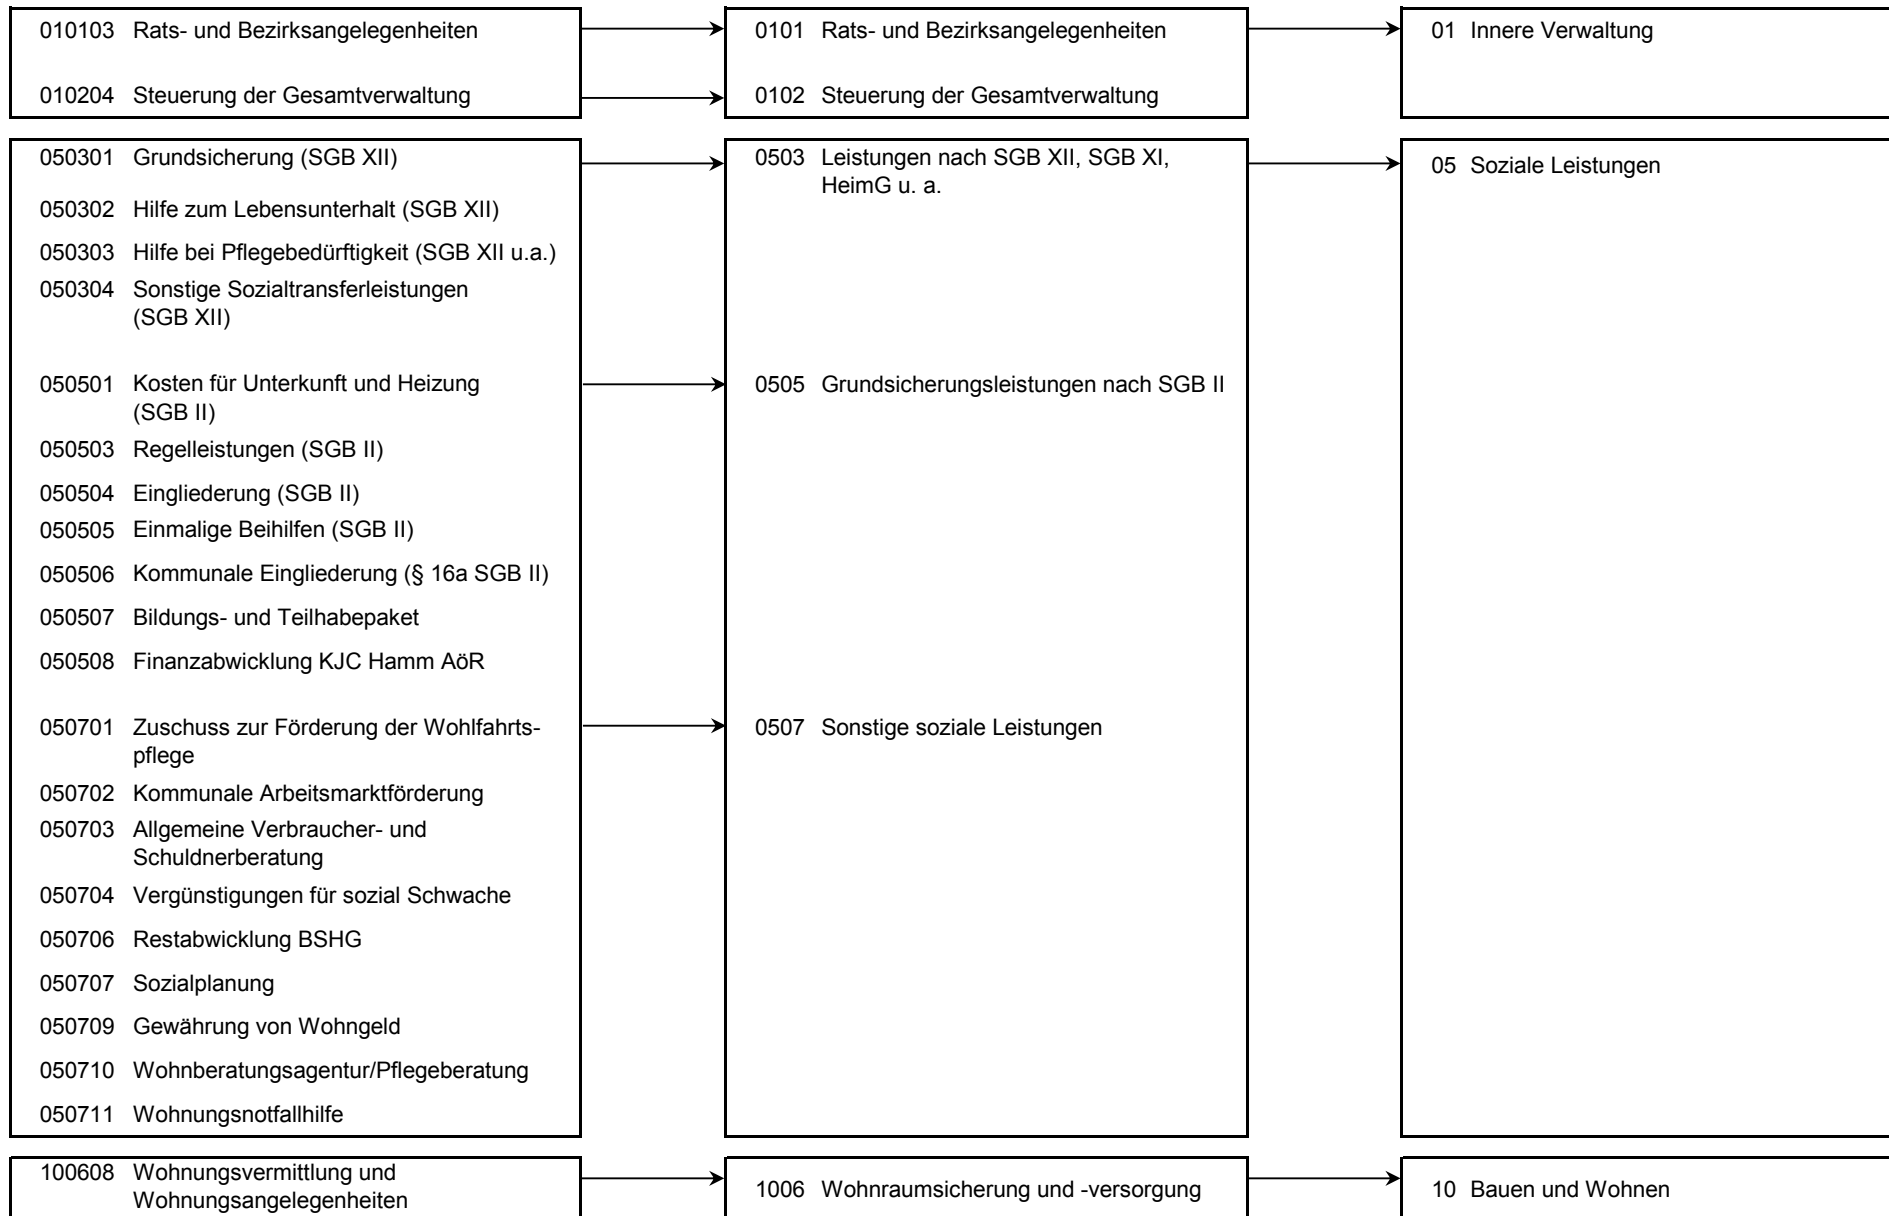 010103 Rats- und Bezirksangelegenheiten 0101 Rats- und Bezirksangelegenheiten 01 Innere Verwaltung
010204 Steuerung der Gesamtverwaltung 0102 Steuerung der Gesamtverwaltung
050301 Grundsicherung (SGB XII) 0503 Leistungen nach SGB XII, SGB XI, 05 Soziale Leistungen
HeimG u. a.
050302 Hilfe zum Lebensunterhalt (SGB XII)
050303 Hilfe bei Pflegebedürftigkeit (SGB XII u.a.)
050304 Sonstige Sozialtransferleistungen
(SGB XII)
050501 Kosten für Unterkunft und Heizung 0505 Grundsicherungsleistungen nach SGB II
(SGB II)
050503 Regelleistungen (SGB II)
050504 Eingliederung (SGB II)
050505 Einmalige Beihilfen (SGB II)
050506 Kommunale Eingliederung (§ 16a SGB II)
050507 Bildungs- und Teilhabepaket
050508 Finanzabwicklung KJC Hamm AöR
050701 Zuschuss zur Förderung der Wohlfahrts- 0507 Sonstige soziale Leistungen
pflege
050702 Kommunale Arbeitsmarktförderung
050703 Allgemeine Verbraucher- und
Schuldnerberatung
050704 Vergünstigungen für sozial Schwache
050706 Restabwicklung BSHG
050707 Sozialplanung
050709 Gewährung von Wohngeld
050710 Wohnberatungsagentur/Pflegeberatung
050711 Wohnungsnotfallhilfe
100608 Wohnungsvermittlung und
Wohnungsangelegenheiten 1006 Wohnraumsicherung und -versorgung 10 Bauen und Wohnen